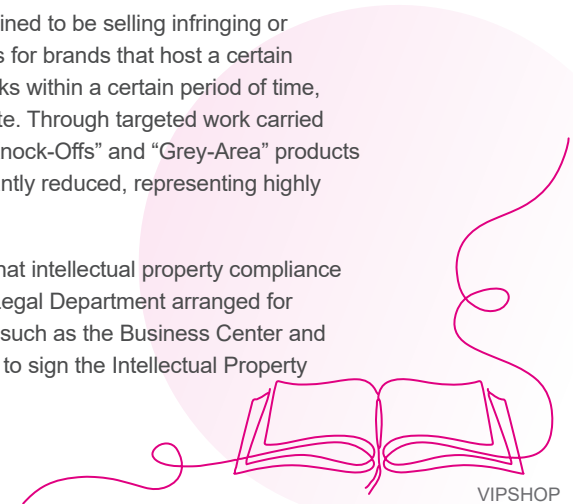 ined to be selling infringing or
s for brands that host a certain
ks within a certain period of time,
te. Through targeted work carried
nock-Offs” and “Grey-Area” products
ntly reduced, representing highly
hat intellectual property compliance
Legal Department arranged for
such as the Business Center and
to sign the Intellectual Property
VIPSHOP